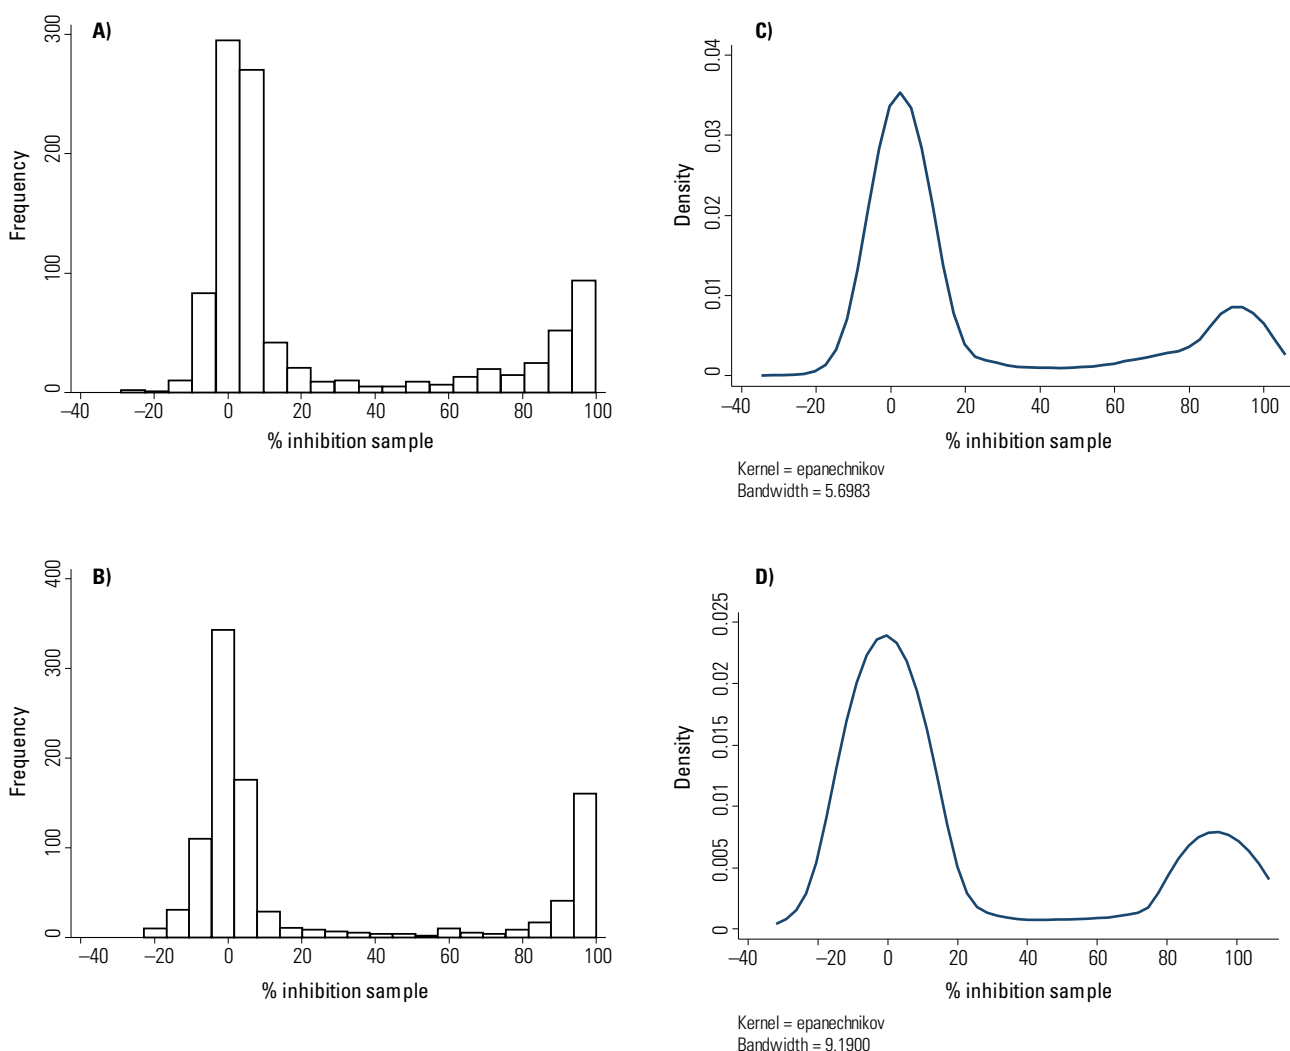 A)
300
200
100
0
Frequency
–40 –20 0 20 40 60 80 100
% inhibition sample
C)
0.04
0.03
0.02
0.01
0
Density
–40 –20 0 20 40 60 80 100
% inhibition sample
Kernel = epanechnikov
Bandwidth = 5.6983
B)
400
300
200
100
0
Frequency
–40 –20 0 20 40 60 80 100
% inhibition sample
D)
0.025
0.02
0.015
0.01
0.005
0
Density
–40 –20 0 20 40 60 80 100
% inhibition sample
Kernel = epanechnikov
Bandwidth = 9.1900